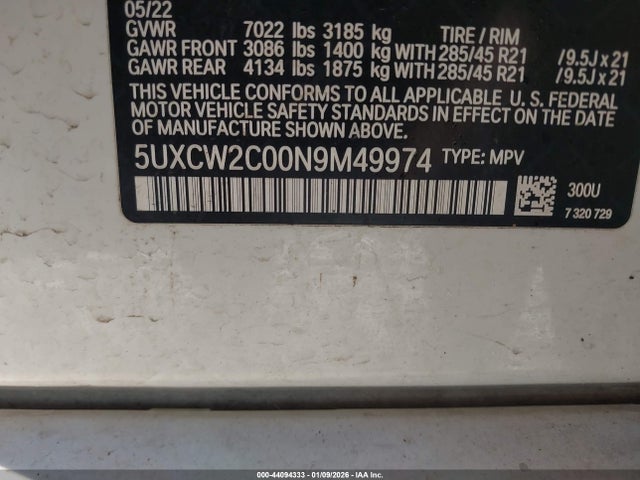 05/22
GVWR 7022 lbs 3185 kg TIRE / RIM
GAWR FRONT 3086 lbs 1400 kg WITH 285/45 R21 /9.5J x 21
GAWR REAR 4134 lbs 1875 kg WITH 285/45 R21 /9.5J x 21
THIS VEHICLE CONFORMS TO ALL APPLICABLE U. S. FEDERAL
MOTOR VEHICLE SAFETY STANDARDS IN EFFECT ON THE DATE OF
MANUFACTURE SHOWN ABOVE.
5UXCW2C00N9M49974 TYPE: MPV
300U
7 320 729
000-44094333 - 01/09/2026 - IAA Inc.